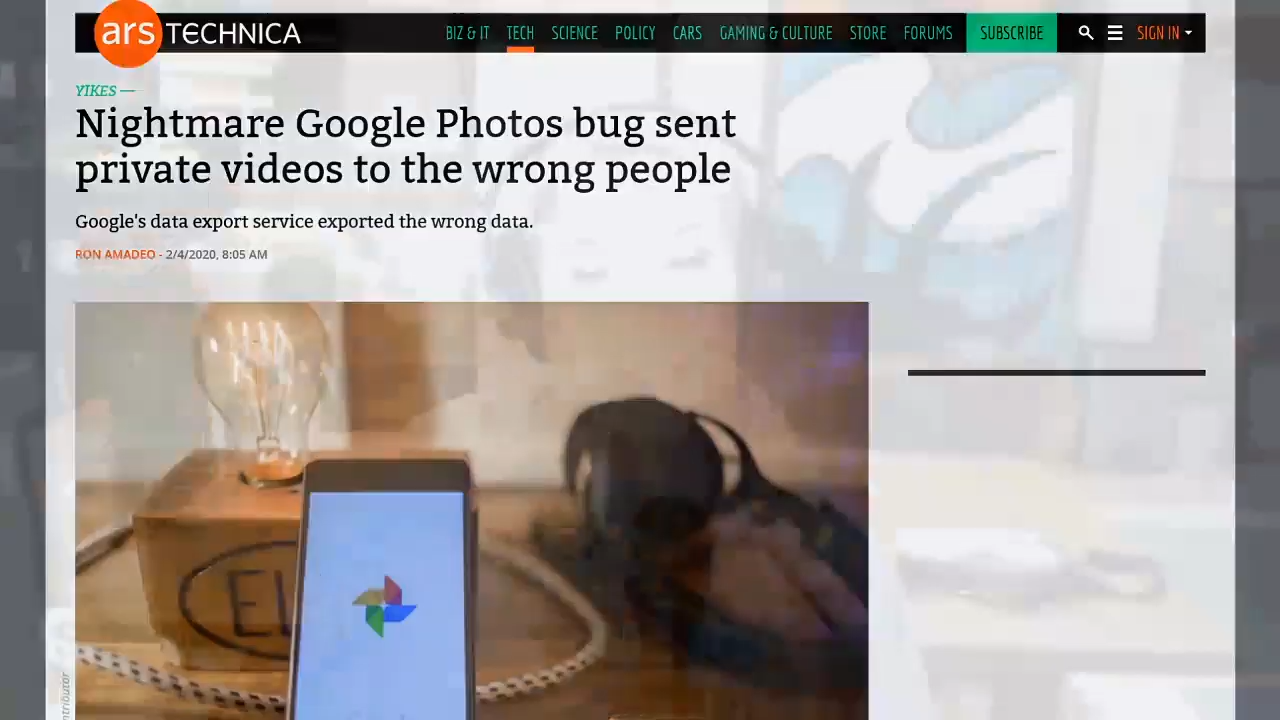 ars TECHNICA
BIZ & IT TECH SCIENCE POLICY CARS GAMING & CULTURE STORE FORUMS SUBSCRIBE SIGN IN
YIKES —
Nightmare Google Photos bug sent
private videos to the wrong people
Google's data export service exported the wrong data.
RON AMADEO - 2/4/2020, 8:05 AM